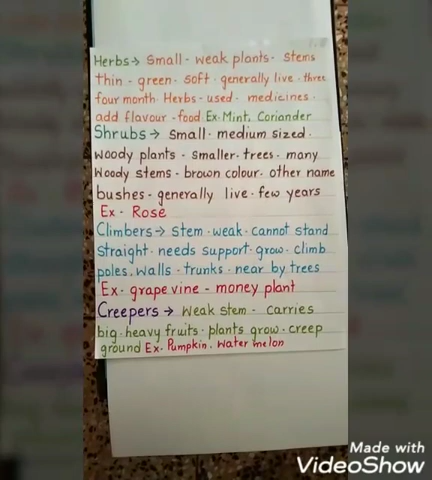 Herbs → Small - weak plants - stems
thin - green - soft - generally live - three
four month Herbs - used - medicines -
add flavour - food Ex-Mint, Coriander
Shrubs → Small - medium sized -
woody plants - smaller - trees - many
Woody stems - brown colour - other name
bushes - generally live - few years
Ex - Rose
Climbers → Stem - weak - cannot stand
Straight - needs support - grow - climb
poles, walls - trunks - near by trees
Ex - grape vine - money plant
Creepers → Weak stem - carries
big - heavy fruits - plants grow - creep
ground Ex - Pumpkin, Water melon
Made with
VideoShow